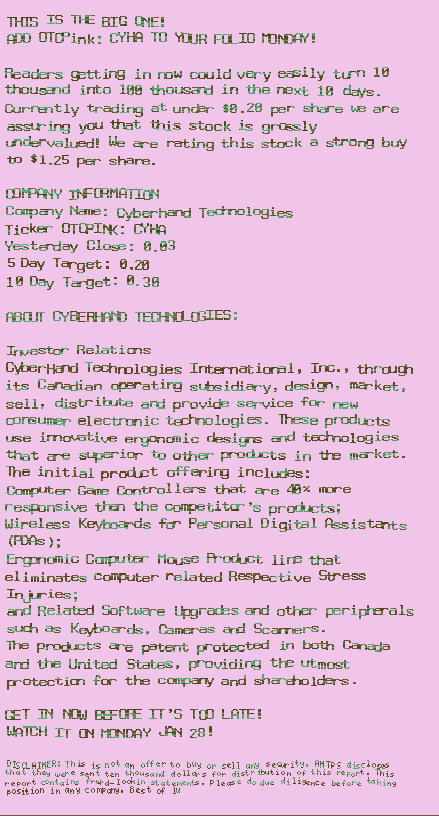 THIS IS THE BIG ONE!
ADD OTCPink: CYHA TO YOUR FOLIO MONDAY!
Readers getting in now could very easily turn 10
thousand into 100 thousand in the next 10 days.
Currently trading at under $0.20 per share we are
assuring you that this stock is grossly
undervalued! We are rating this stock a strong buy
to $1.25 per share.
COMPANY INFORMATION
Company Name: Cyberhand Technologies
Ticker OTCPINK: CYHA
Yesterday Close: 0.03
5 Day Target: 0.20
10 Day Target: 0.30
ABOUT CYBERHAND TECHNOLOGIES:
Investor Relations
CyberHand Technologies International, Inc., through
its Canadian operating subsidiary, design, market,
sell, distribute and provide service for new
consumer electronic technologies. These products
use innovative ergonomic designs and technologies
that are superior to other products in the market.
The initial product offering includes:
Computer Game Controllers that are 40% more
responsive then the competitor's products;
Wireless Keyboards for Personal Digital Assistants
(PDAs);
Ergonomic Computer Mouse Product line that
eliminates computer related Respective Stress
Injuries;
and Related Software Upgrades and other peripherals
such as Keyboards, Cameras and Scanners.
The products are patent protected in both Canada
and the United States, providing the utmost
protection for the company and shareholders.
GET IN NOW BEFORE IT'S TOO LATE!
WATCH IT ON MONDAY JAN 28!
DISCLAIMER: This is not an offer to buy or sell any security. AMTPS discloses
that they were sent ten thousand dollars for distribution of this report. This
report contains frwrd-lookin statements. Please do due diligence before taking
position in any company. Best of lu